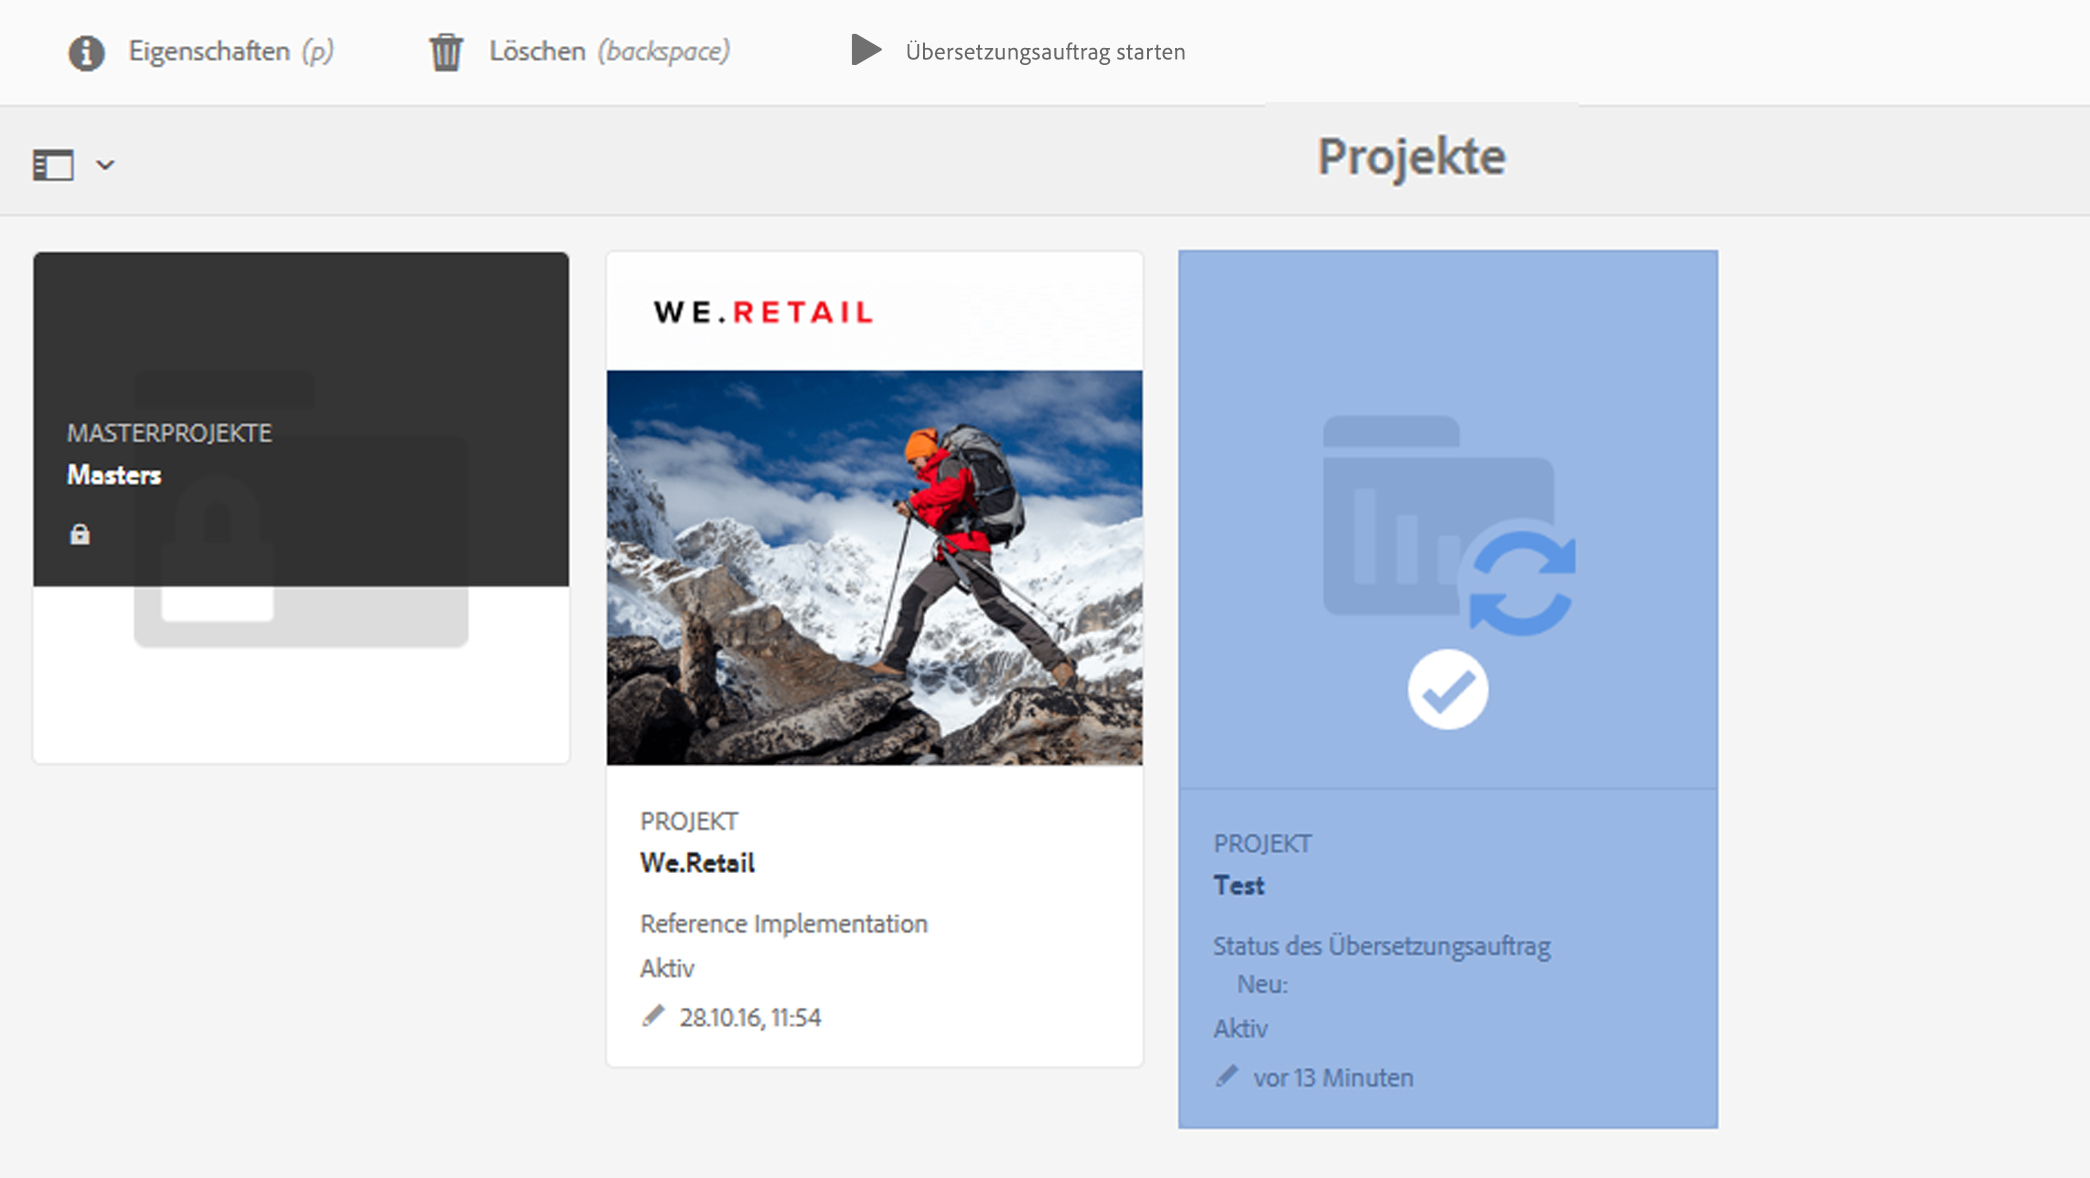 Eigenschaften (p)
Löschen (backspace)
Übersetzungsauftrag starten
Projekte
MASTERPROJEKTE
Masters
WE.RETAIL
PROJEKT
We.Retail
Reference Implementation
Aktiv
28.10.16, 11:54
PROJEKT
Test
Status des Übersetzungsauftrag
Neu:
Aktiv
vor 13 Minuten